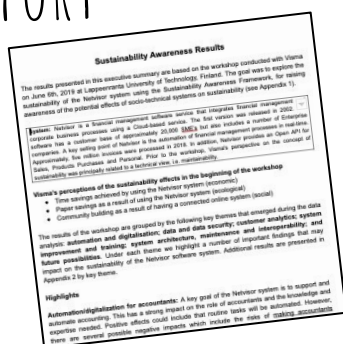 Sustainability Awareness Results
The results presented in this executive summary are based on the workshop conducted with Visma
on June 6th, 2019 at Lappeenranta University of Technology, Finland. The goal was to explore the
sustainability of the Netvisor system using the Sustainability Awareness Framework, for raising
awareness of the potential effects of socio-technical systems on sustainability (see Appendix 1).
System: Netvisor is a financial management software service that integrates financial management
corporate business processes using a Cloud-based service. The first version was released in 2002.
software has a customer base of approximately 20,000 SMEs but also includes a number of Enterprise
companies. A key selling point of Netvisor is the automation of financial management processes in real-time.
Approximately, five million invoices were processed in 2018. In addition, Netvisor provides an Open API for
Sales, Products Purchases and Personal. Prior to the workshop, Visma's perspective on the concept of
sustainability was principally related to a technical view, i.e. maintainability.
Visma's perceptions of the sustainability effects in the beginning of the workshop
• Time savings achieved by using the Netvisor system (economic)
• Paper savings as a result of using the Netvisor system (ecological)
• Community building as a result of having a connected online system (social)
The results of the workshop are grouped by the following key themes that emerged during the data
analysis: automation and digitalisation; data and data security; customer analytics; system
improvement and training; system architecture, maintenance and interoperability; and
future possibilities. Under each theme we highlight a number of important findings that may
impact on the sustainability of the Netvisor software system. Additional results are presented in
Appendix 2 by key theme.
Highlights
Automation/digitalization for accountants: A key goal of the Netvisor system is to support and
automate accounting. This has a strong impact on the role of accountants and the knowledge and
expertise needed. Positive effects could include that routine tasks will be automated. However,
there are several possible negative impacts which include the risks of making accountants